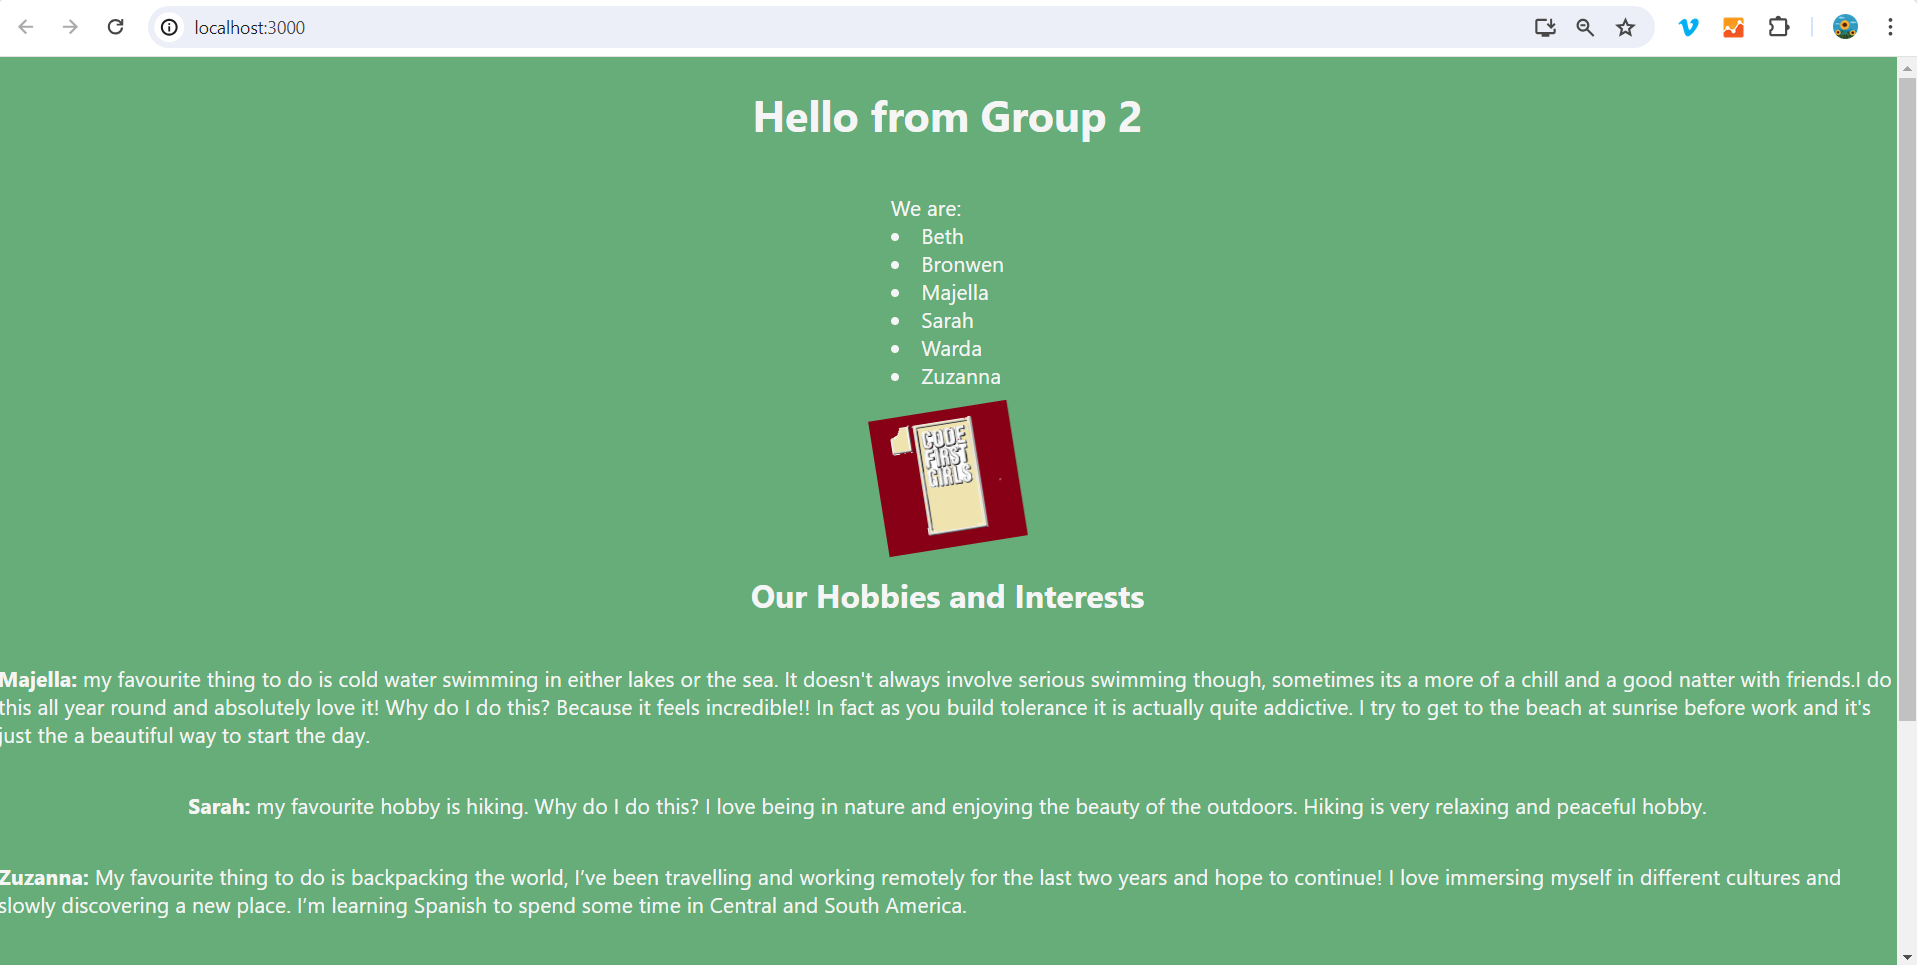 localhost:3000
Hello from Group 2
We are:
Beth
Bronwen
Majella
Sarah
Warda
Zuzanna
CODE
FIRST
GIRLS
Our Hobbies and Interests
Majella: my favourite thing to do is cold water swimming in either lakes or the sea. It doesn't always involve serious swimming though, sometimes its a more of a chill and a good natter with friends.I do
this all year round and absolutely love it! Why do I do this? Because it feels incredible!! In fact as you build tolerance it is actually quite addictive. I try to get to the beach at sunrise before work and it's
just the a beautiful way to start the day.
Sarah: my favourite hobby is hiking. Why do I do this? I love being in nature and enjoying the beauty of the outdoors. Hiking is very relaxing and peaceful hobby.
Zuzanna: My favourite thing to do is backpacking the world, I’ve been travelling and working remotely for the last two years and hope to continue! I love immersing myself in different cultures and
slowly discovering a new place. I’m learning Spanish to spend some time in Central and South America.